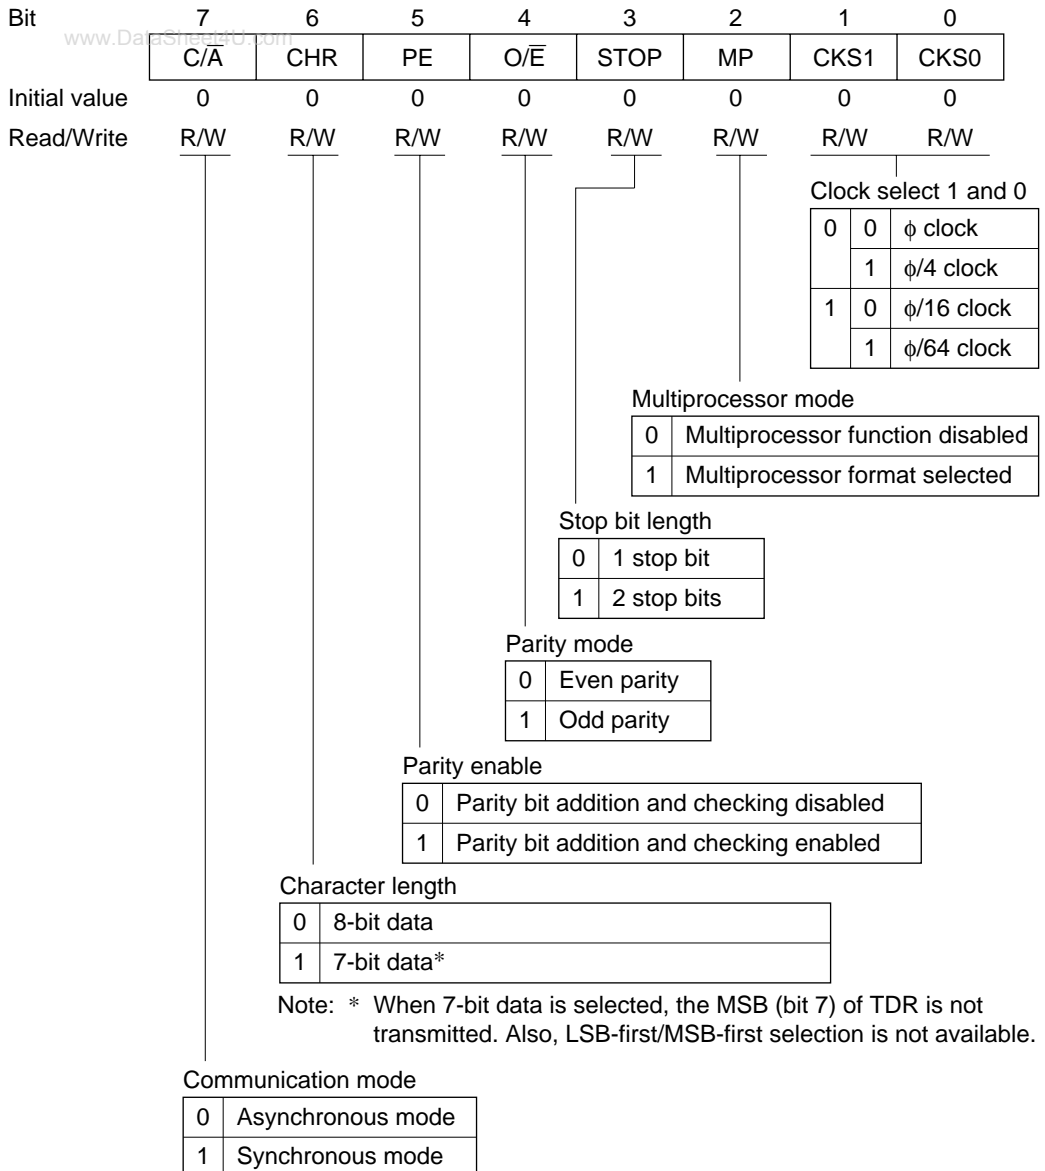 Bit 7 6 5 4 3 2 1 0
www.DataSheet4U.com
C/A̅ CHR PE O/E̅ STOP MP CKS1 CKS0
Initial value 0 0 0 0 0 0 0 0
Read/Write R/W R/W R/W R/W R/W R/W R/W R/W
Clock select 1 and 0
0 0 ϕ clock
1 ϕ/4 clock
1 0 ϕ/16 clock
1 ϕ/64 clock
Multiprocessor mode
0 Multiprocessor function disabled
1 Multiprocessor format selected
Stop bit length
0 1 stop bit
1 2 stop bits
Parity mode
0 Even parity
1 Odd parity
Parity enable
0 Parity bit addition and checking disabled
1 Parity bit addition and checking enabled
Character length
0 8-bit data
1 7-bit data*
Note: * When 7-bit data is selected, the MSB (bit 7) of TDR is not
transmitted. Also, LSB-first/MSB-first selection is not available.
Communication mode
0 Asynchronous mode
1 Synchronous mode